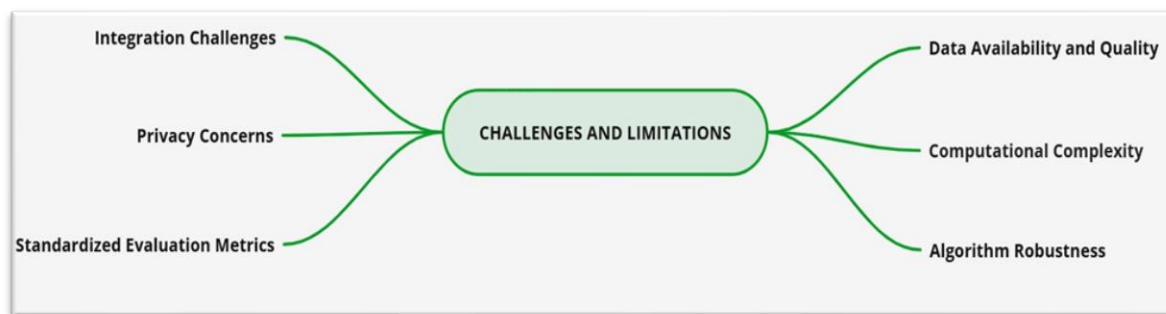 Integration Challenges
Privacy Concerns
Standardized Evaluation Metrics
CHALLENGES AND LIMITATIONS
Data Availability and Quality
Computational Complexity
Algorithm Robustness